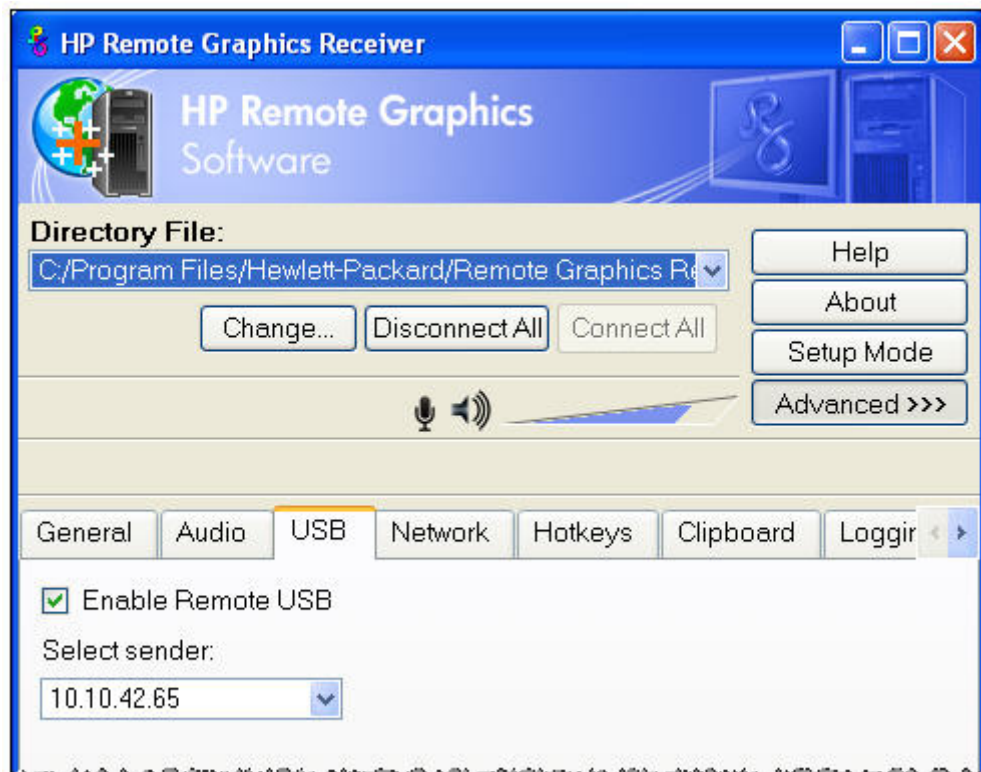 HP Remote Graphics Receiver
HP Remote Graphics
Software
Directory File:
C:/Program Files/Hewlett-Packard/Remote Graphics Re
Help
About
Change...
Disconnect All
Connect All
Setup Mode
Advanced >>>
General
Audio
USB
Network
Hotkeys
Clipboard
Loggin
Enable Remote USB
Select sender:
10.10.42.65